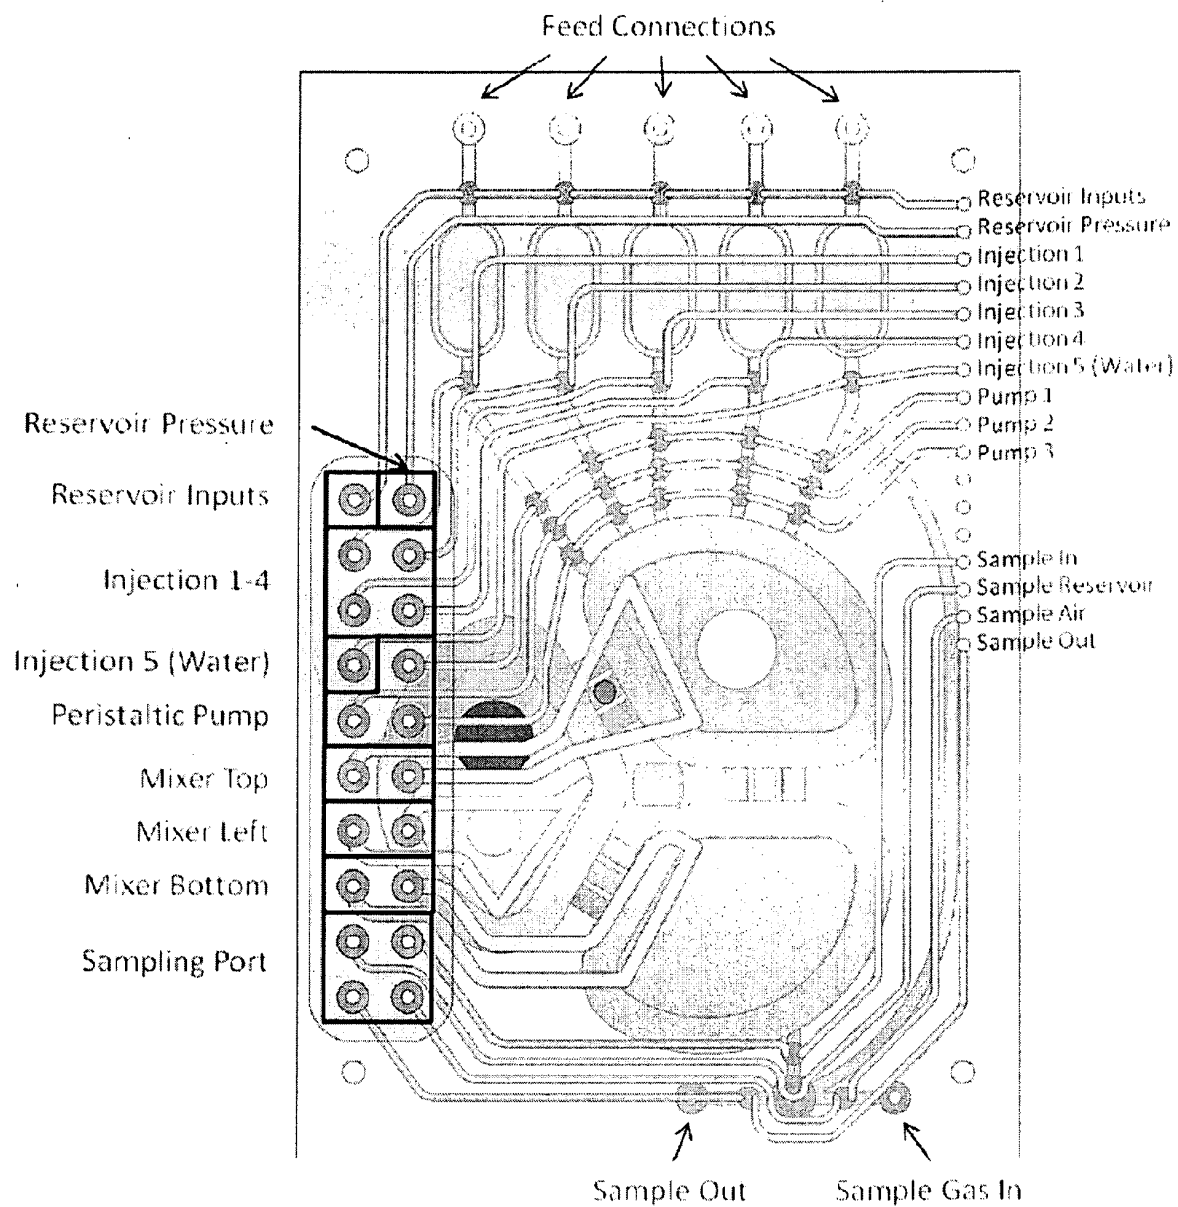 Feed Connections
Reservoir Inputs
Reservoir Pressure
Injection 1
Injection 2
Injection 3
Injection 4
Injection 5 (Water)
Pump 1
Pump 2
Pump 3
Sample In
Sample Reservoir
Sample Air
Sample Out
Reservoir Pressure
Reservoir Inputs
Injection 1-4
Injection 5 (Water)
Peristaltic Pump
Mixer Top
Mixer Left
Mixer Bottom
Sampling Port
Sample Out
Sample Gas In